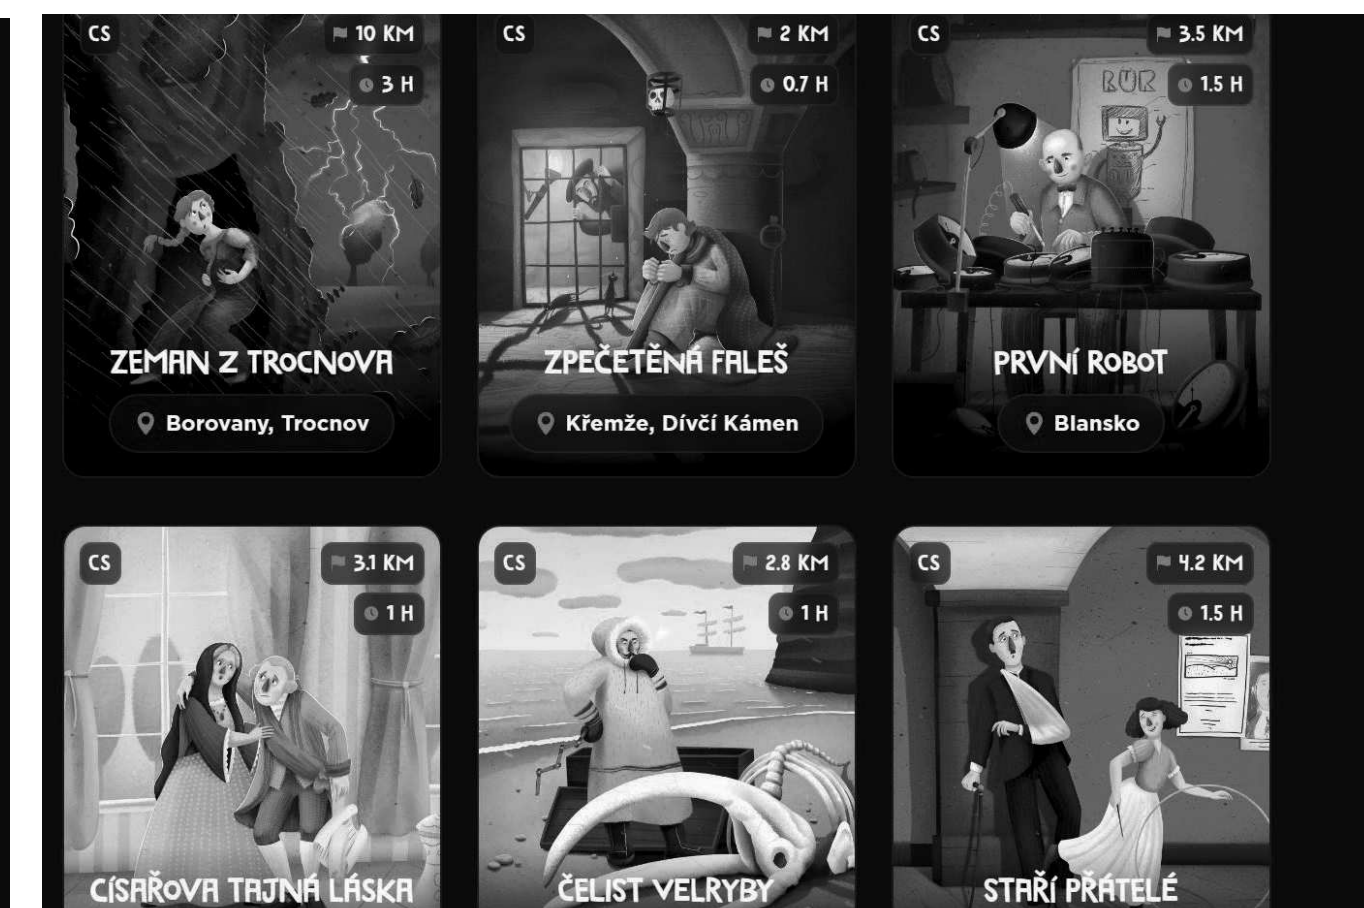 CS
10 KM
3 H
ZEMAN Z TROCNOVA
Borovany, Trocnov
CS
2 KM
0.7 H
ZPEČETĚNÁ FALEŠ
Křemže, Dívčí Kámen
CS
3.5 KM
1.5 H
RUR
PRVNÍ ROBOT
Blansko
CS
3.1 KM
1 H
CÍSAŘOVA TAJNÁ LÁSKA
CS
2.8 KM
1 H
ČELIST VELRYBY
CS
4.2 KM
1.5 H
STAŘÍ PŘÁTELÉ